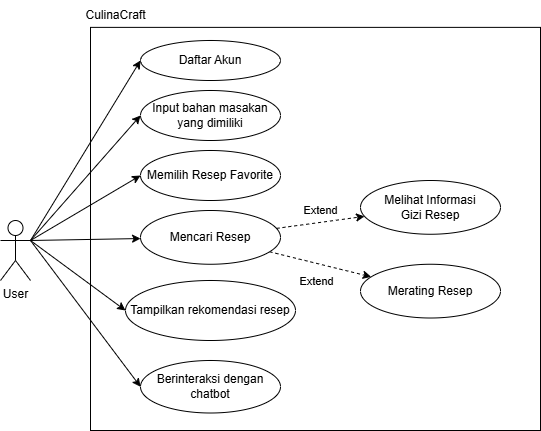 CulinaCraft
Daftar Akun
Input bahan masakan
yang dimiliki
Memilih Resep Favorite
Mencari Resep
Extend
Melihat Informasi
Gizi Resep
Extend
Merating Resep
User
Tampilkan rekomendasi resep
Berinteraksi dengan
chatbot